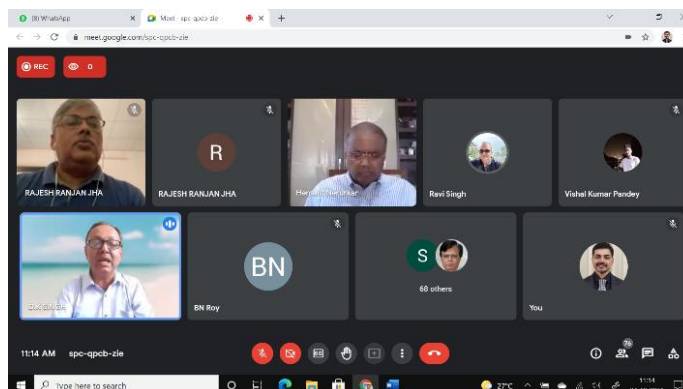 (3) WhatsApp
Meet - spc-qpcb-zie
meet.google.com/spc-qpcb-zie
REC
0
R
RAJESH RANJAN JHA
RAJESH RANJAN JHA
Ravi Singh
Vishal Kumar Pandey
BN
S
BN Roy
68 others
You
11:14 AM spc-qpcb-zie
76
Type here to search
27°C
11:14